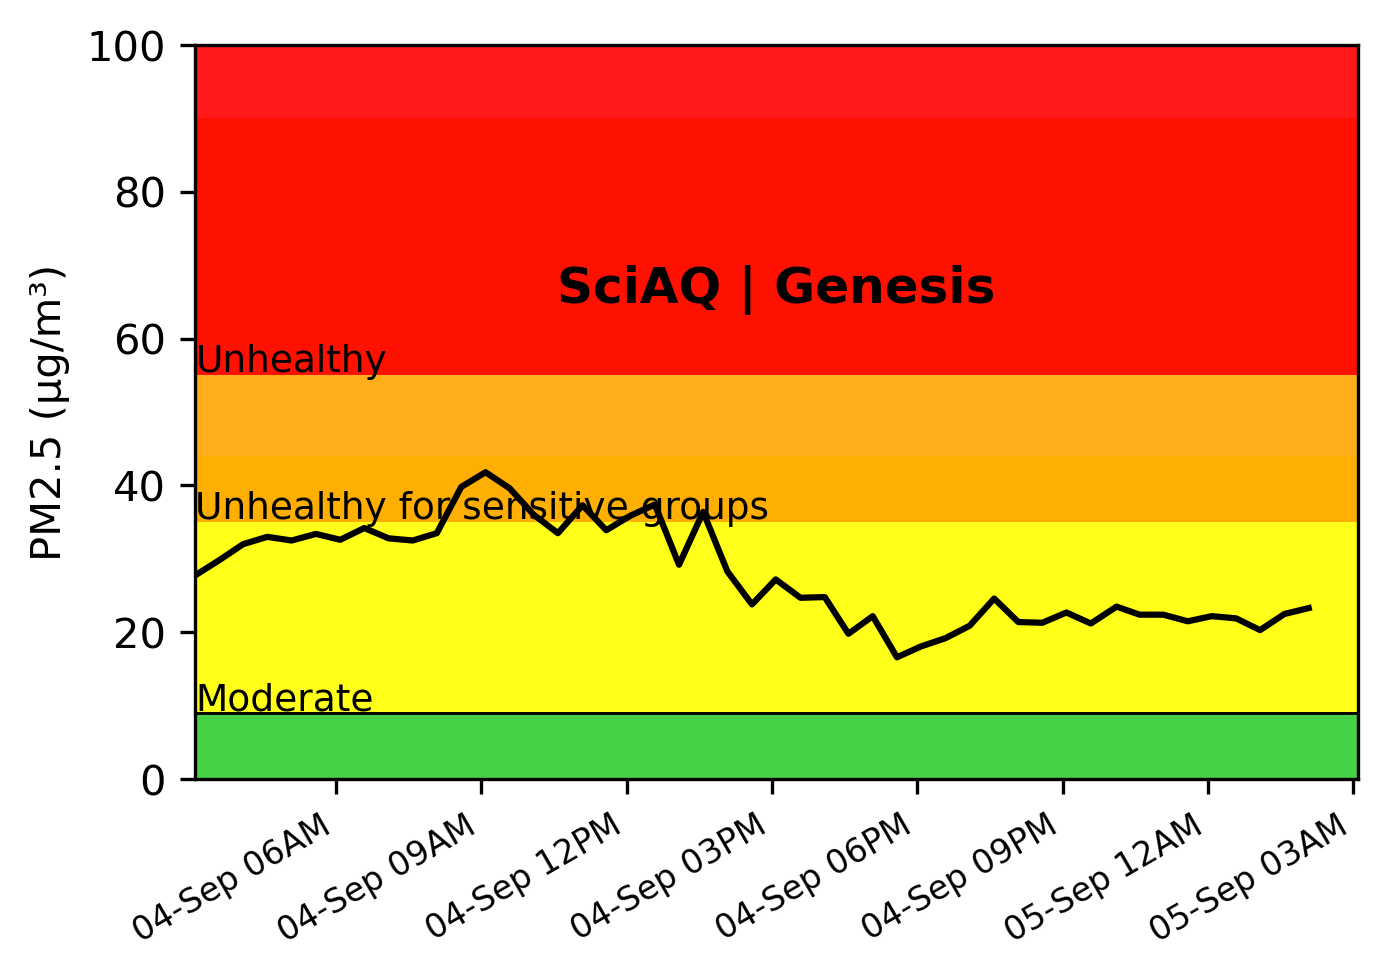 100
80
SciAQ | Genesis
60
Unhealthy
PM2.5 (µg/m³)
40
Unhealthy for sensitive groups
20
Moderate
0
04-Sep 06AM
04-Sep 09AM
04-Sep 12PM
04-Sep 03PM
04-Sep 06PM
04-Sep 09PM
05-Sep 12AM
05-Sep 03AM